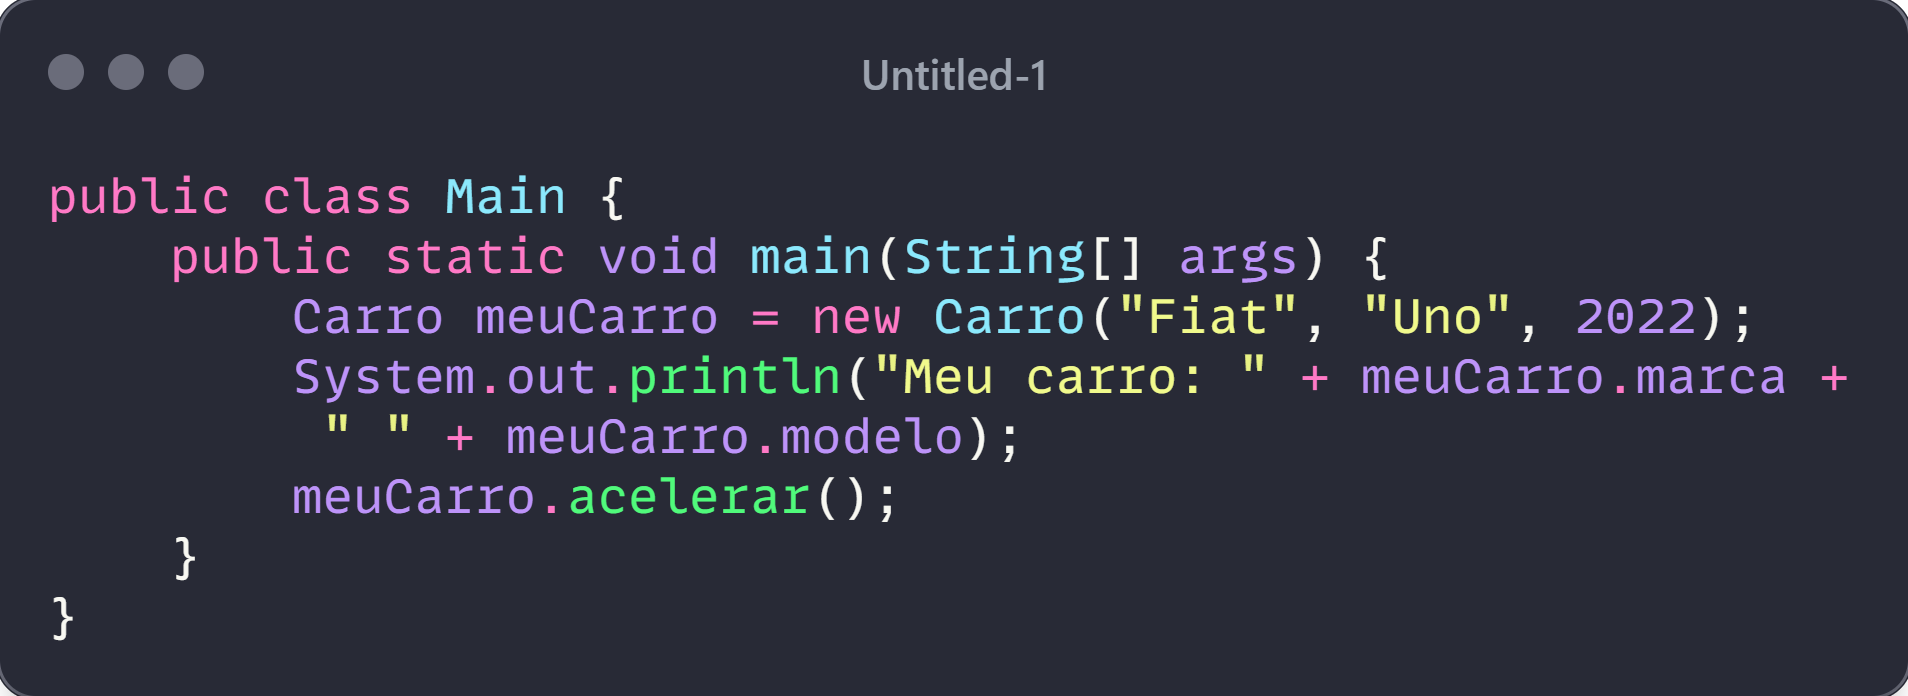 Untitled-1
public class Main {
    public static void main(String[] args) {
        Carro meuCarro = new Carro("Fiat", "Uno", 2022);
        System.out.println("Meu carro: " + meuCarro.marca +
         " " + meuCarro.modelo);
        meuCarro.acelerar();
    }
}